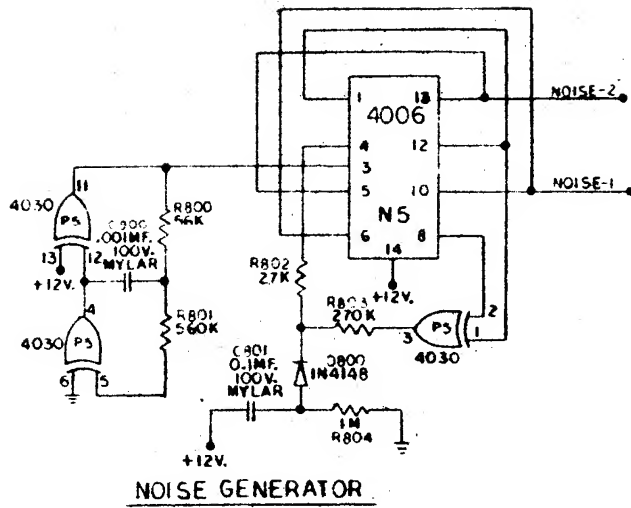 1
13
4006
NOISE-2
4
12
3
11
5
10
NOISE-1
4030
P5
R800
56K
6
N5
8
14
C800
.001MF.
100V.
MYLAR
13
12
+12V.
R802
27K
+12V.
2
4
R803
270K
4030
P5
R801
560K
P5
1
3
4030
6
5
C801
0.1MF.
100V.
MYLAR
D800
1N4148
1M
R804
+12V.
NOISE GENERATOR